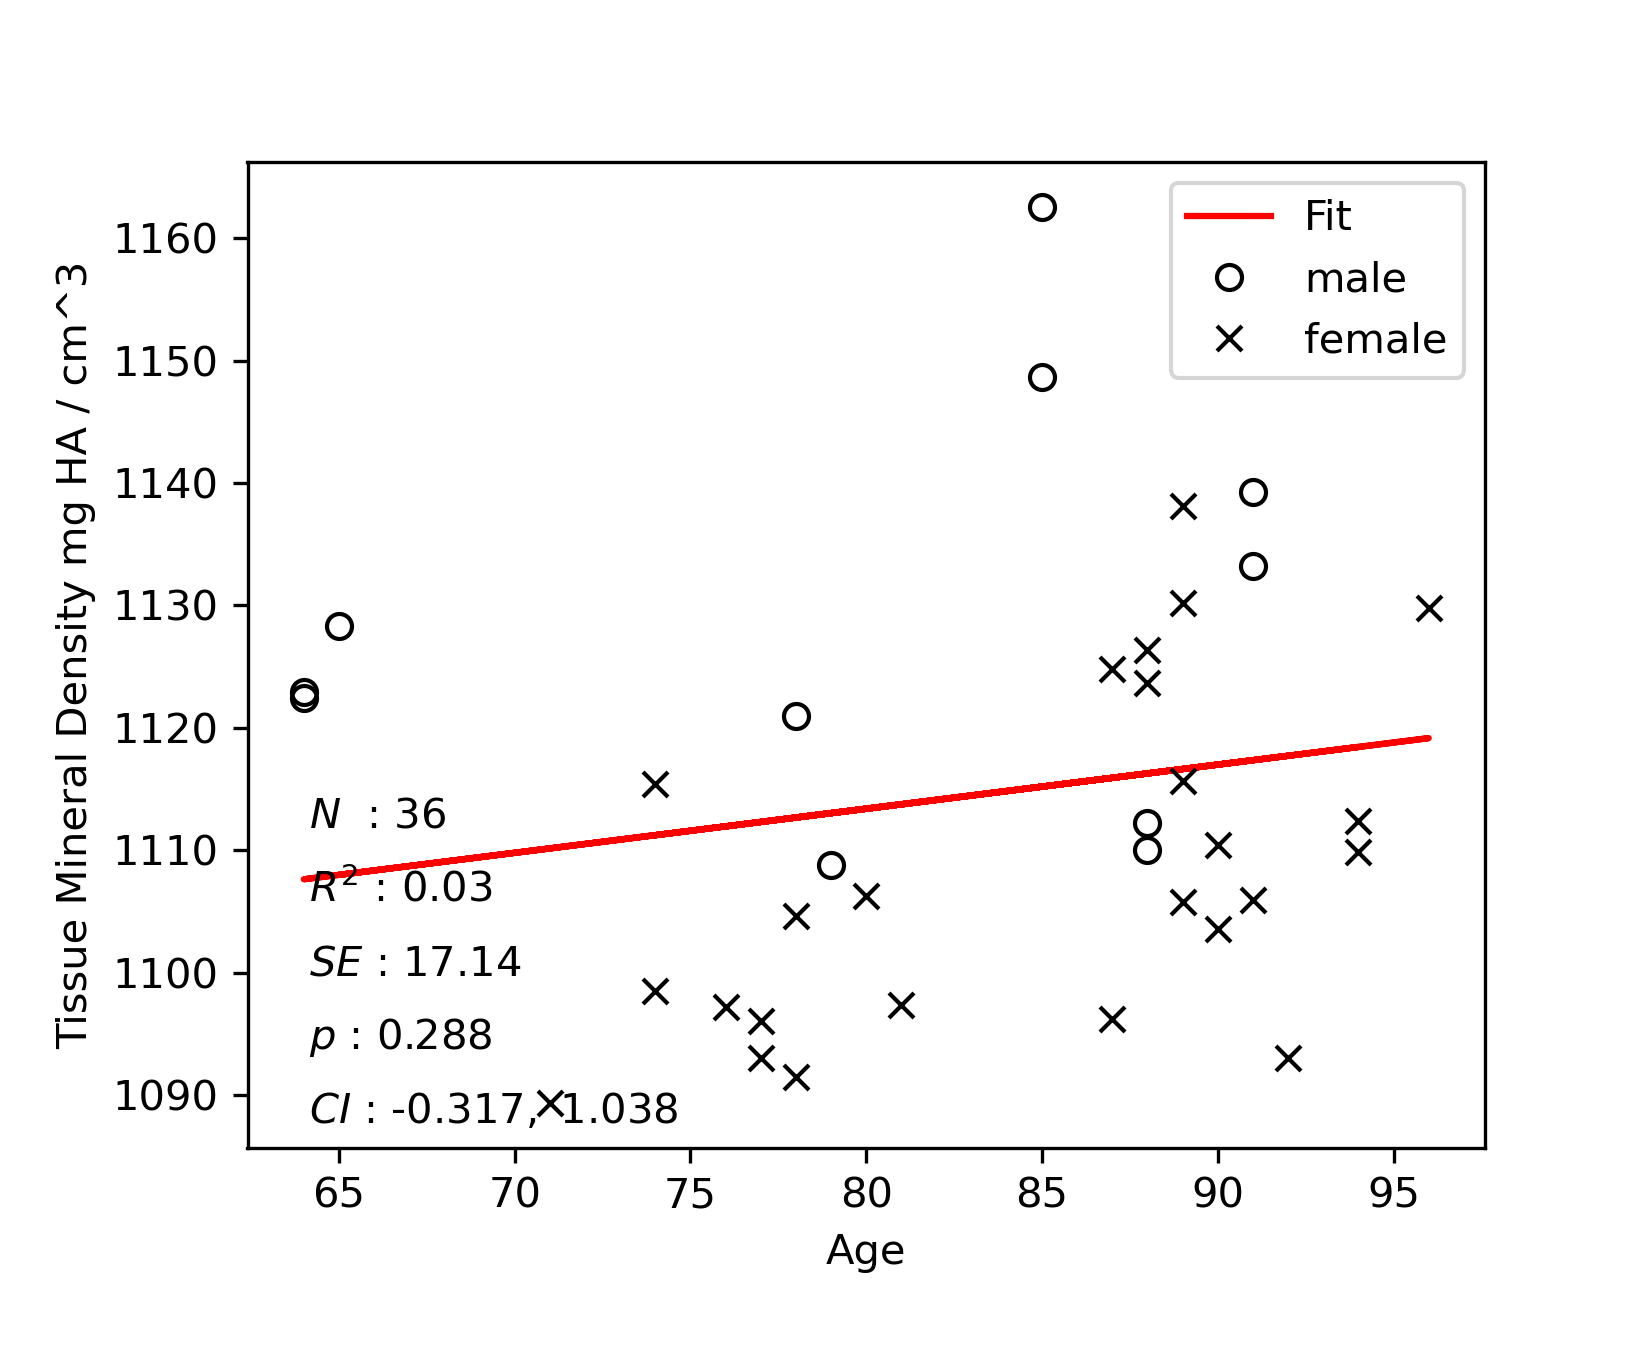 Fit
male
female
Tissue Mineral Density mg HA / cm^3
1160
1150
1140
1130
1120
1110
1100
1090
N : 36
R² : 0.03
SE : 17.14
p : 0.288
CI : -0.317, 1.038
65 70 75 80 85 90 95
Age